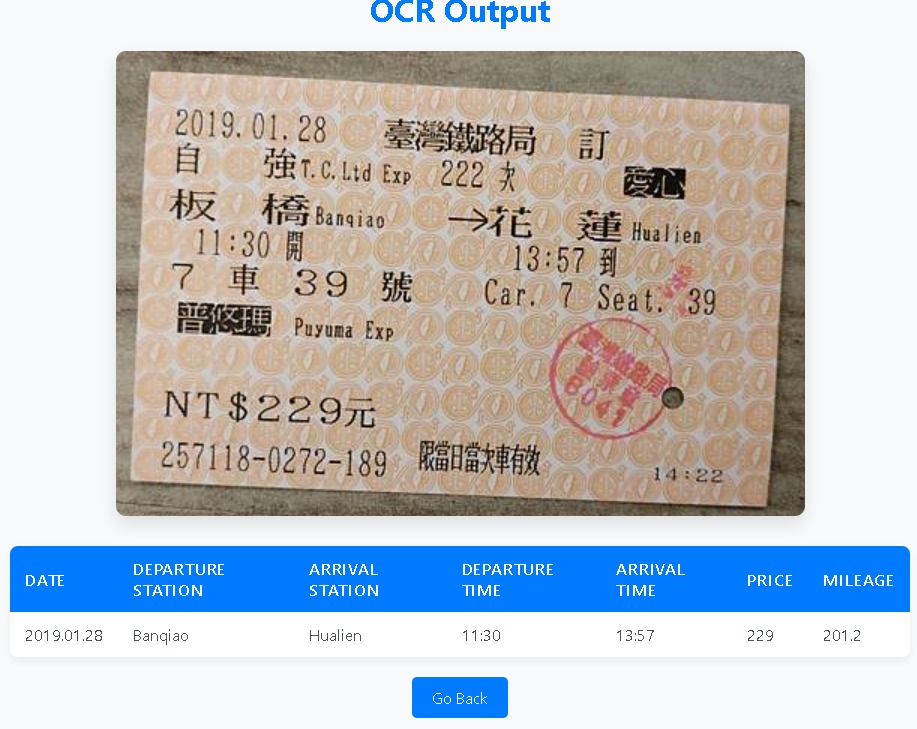 OCR Output
2019.01.28 臺灣鐵路局 訂
自 強 T.C.Ltd Exp 222 次 愛心
板 橋 Banqiao →花 蓮 Hualien
11:30 開 13:57 到
7 車 39 號 Car. 7 Seat. 39
普悠瑪 Puyuma Exp
臺灣鐵路局
B041
NT$229元
257118-0272-189 限當日當次車有效 14:22
DATE DEPARTURE STATION ARRIVAL STATION DEPARTURE TIME ARRIVAL TIME PRICE MILEAGE
2019.01.28 Banqiao Hualien 11:30 13:57 229 201.2
Go Back